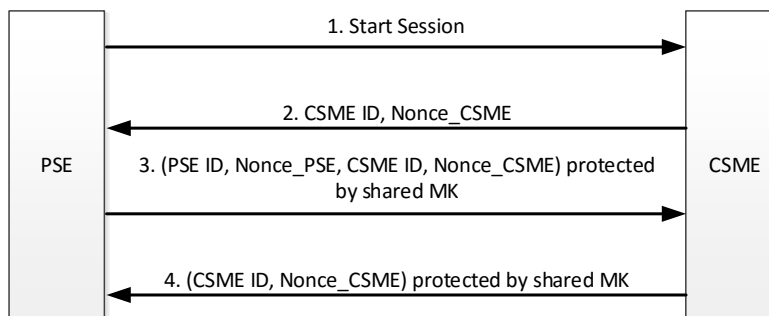 1. Start Session
2. CSME ID, Nonce_CSME
PSE
3. (PSE ID, Nonce_PSE, CSME ID, Nonce_CSME) protected
by shared MK
CSME
4. (CSME ID, Nonce_CSME) protected by shared MK